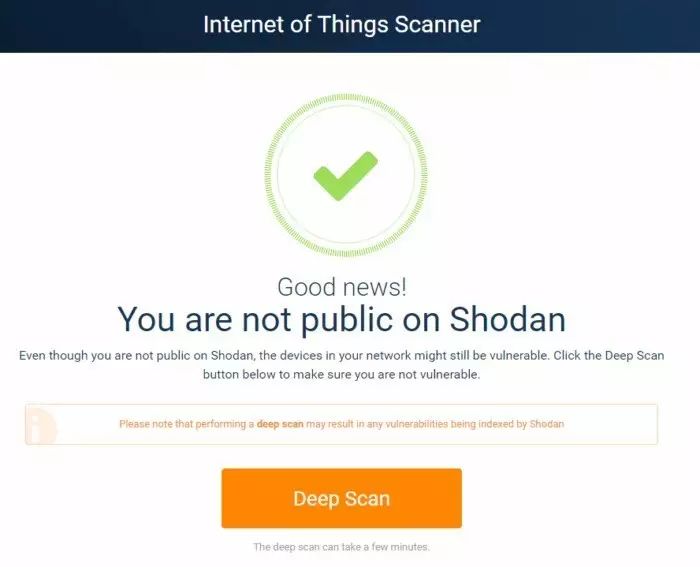 Internet of Things Scanner
Good news!
You are not public on Shodan
Even though you are not public on Shodan, the devices in your network might still be vulnerable. Click the Deep Scan
button below to make sure you are not vulnerable.
Please note that performing a deep scan may result in any vulnerabilities being indexed by Shodan
Deep Scan
The deep scan can take a few minutes.